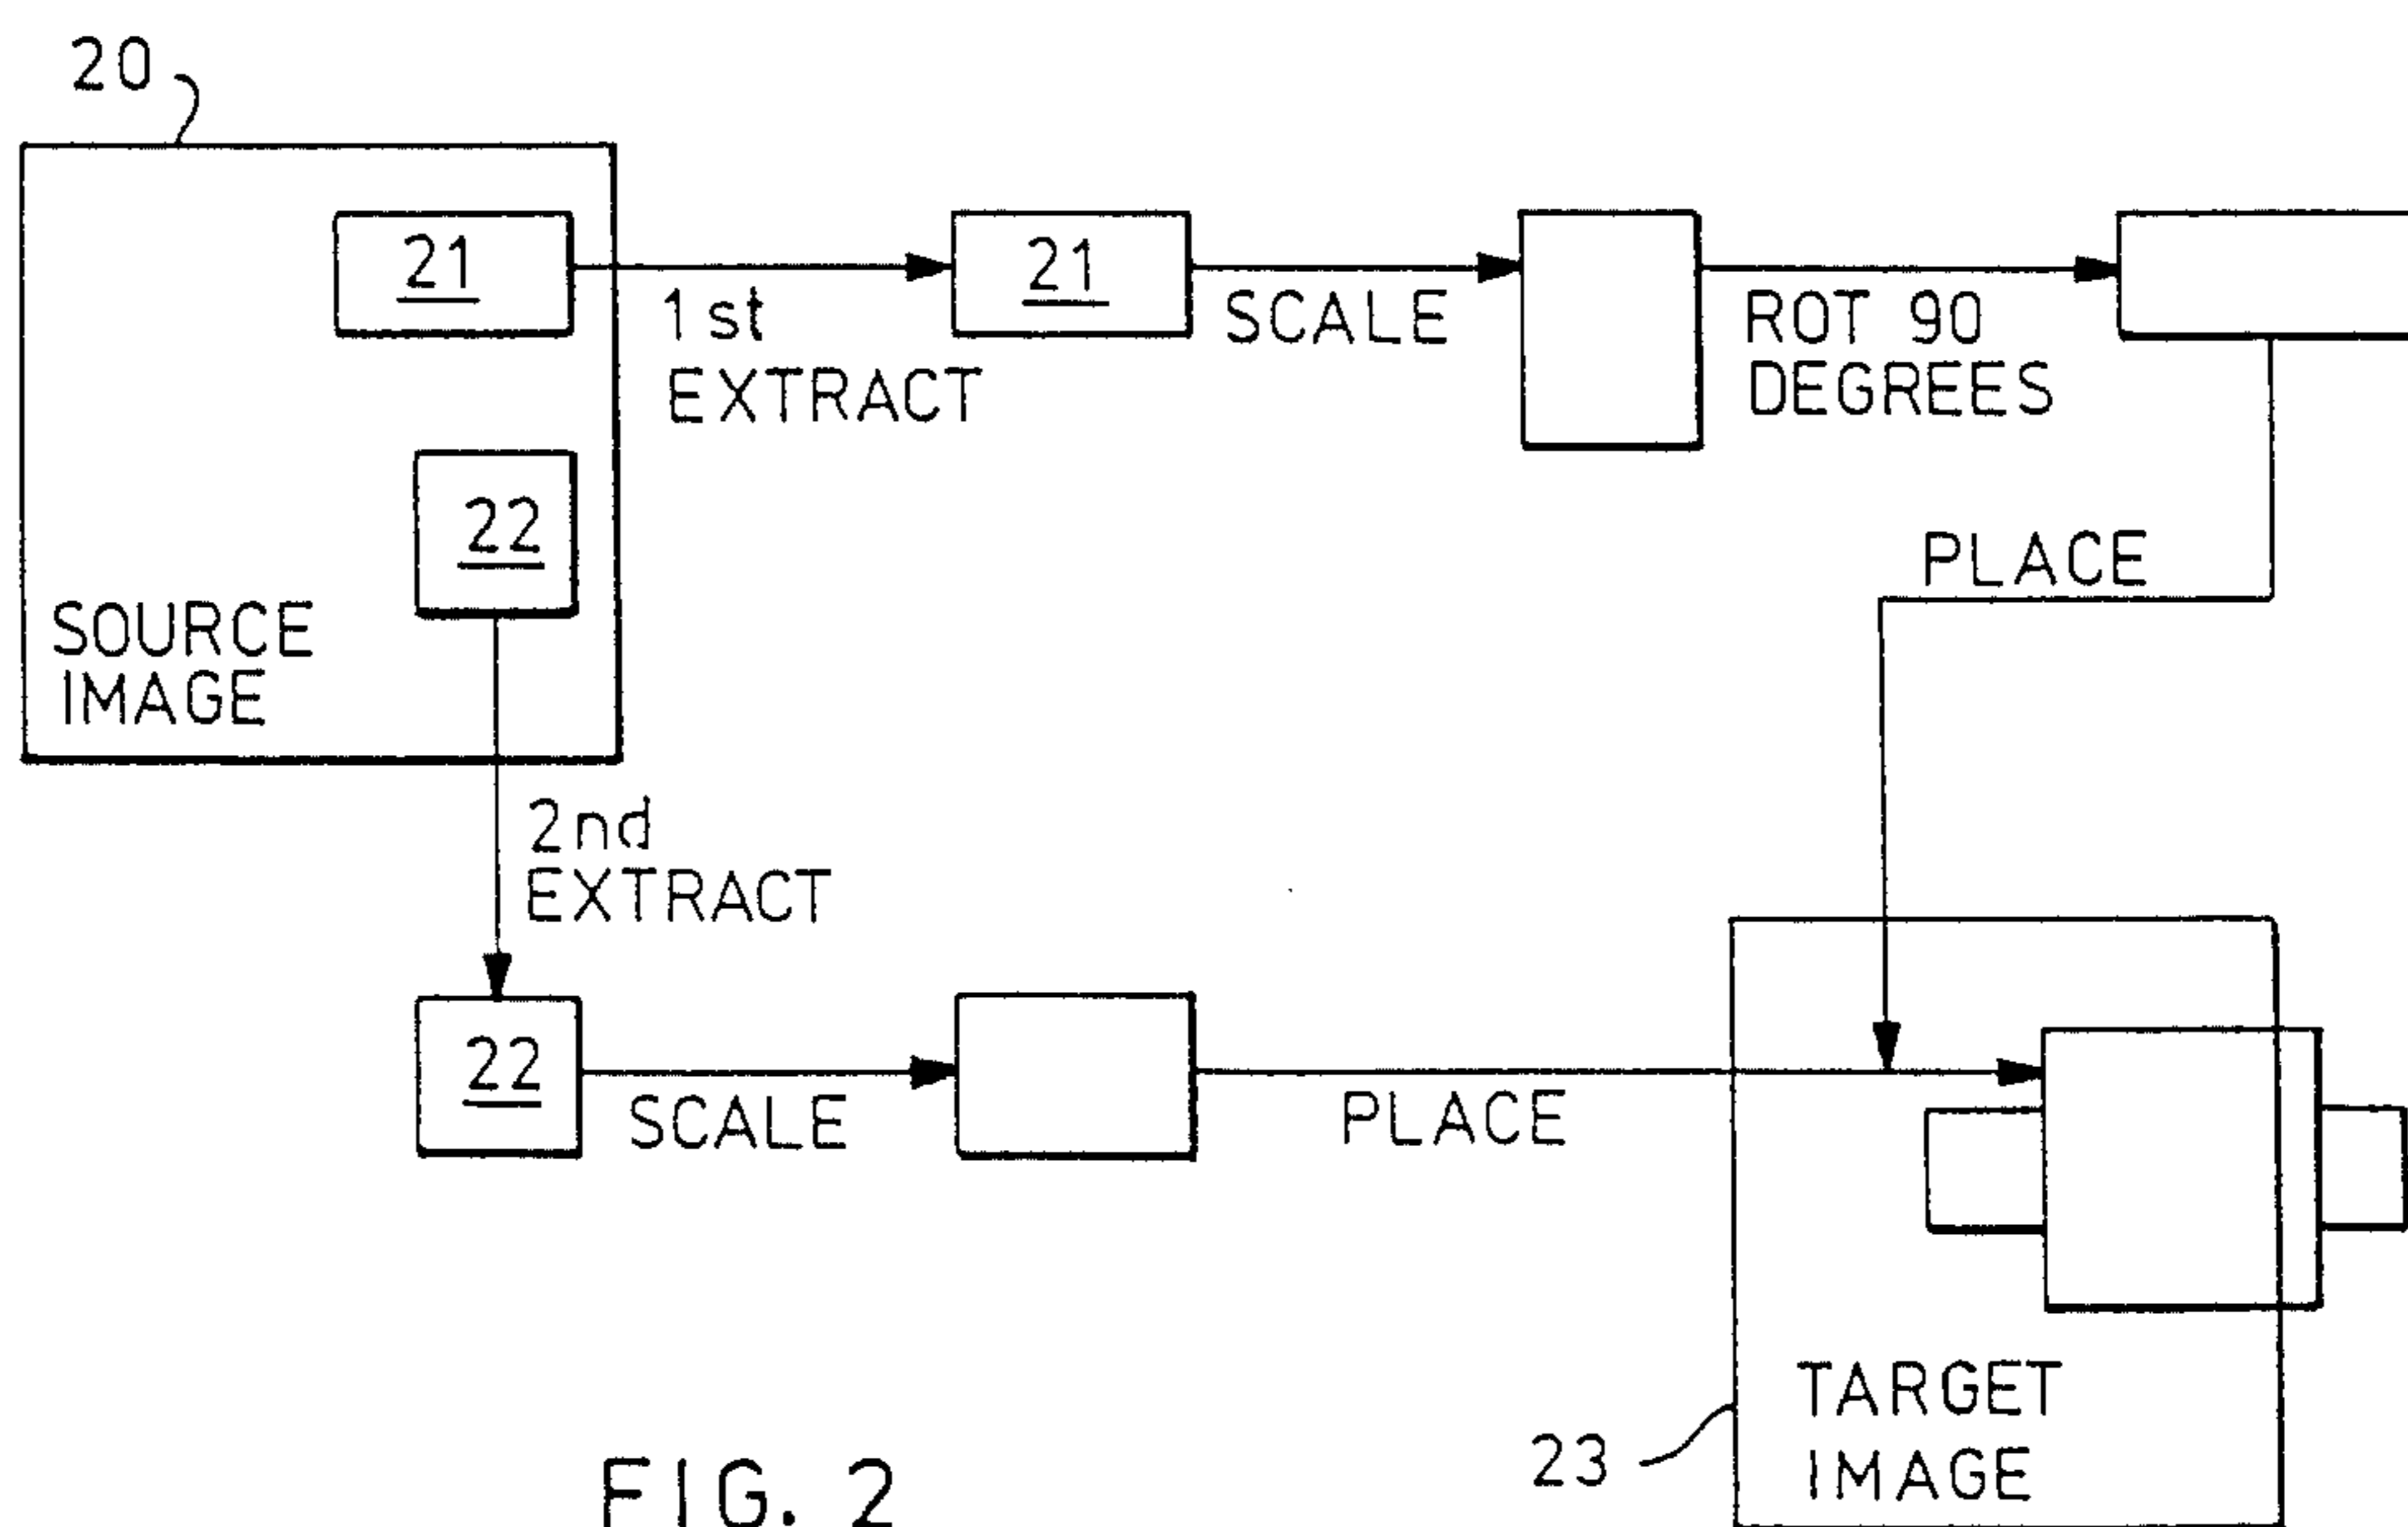 20
21
1st
EXTRACT
21
SCALE
ROT 90
DEGREES
22
SOURCE
IMAGE
PLACE
2nd
EXTRACT
22
SCALE
PLACE
TARGET
IMAGE
23
FIG. 2